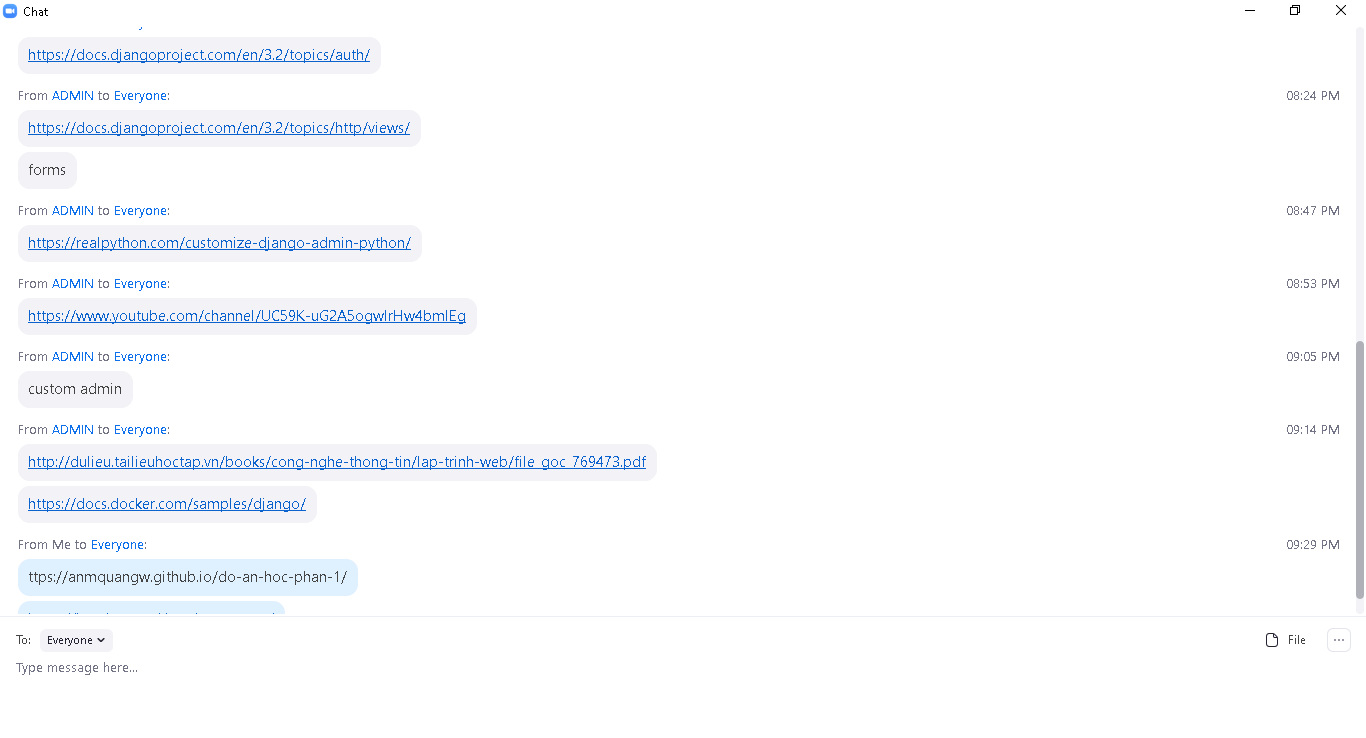 Chat
https://docs.djangoproject.com/en/3.2/topics/auth/
From ADMIN to Everyone: 08:24 PM
https://docs.djangoproject.com/en/3.2/topics/http/views/
forms
From ADMIN to Everyone: 08:47 PM
https://realpython.com/customize-django-admin-python/
From ADMIN to Everyone: 08:53 PM
https://www.youtube.com/channel/UC59K-uG2A5ogwIrHw4bmlEg
From ADMIN to Everyone: 09:05 PM
custom admin
From ADMIN to Everyone: 09:14 PM
http://dulieu.tailieuhoctap.vn/books/cong-nghe-thong-tin/lap-trinh-web/file_goc_769473.pdf
https://docs.docker.com/samples/django/
From Me to Everyone: 09:29 PM
ttps://anmquangw.github.io/do-an-hoc-phan-1/
To: Everyone File
Type message here...